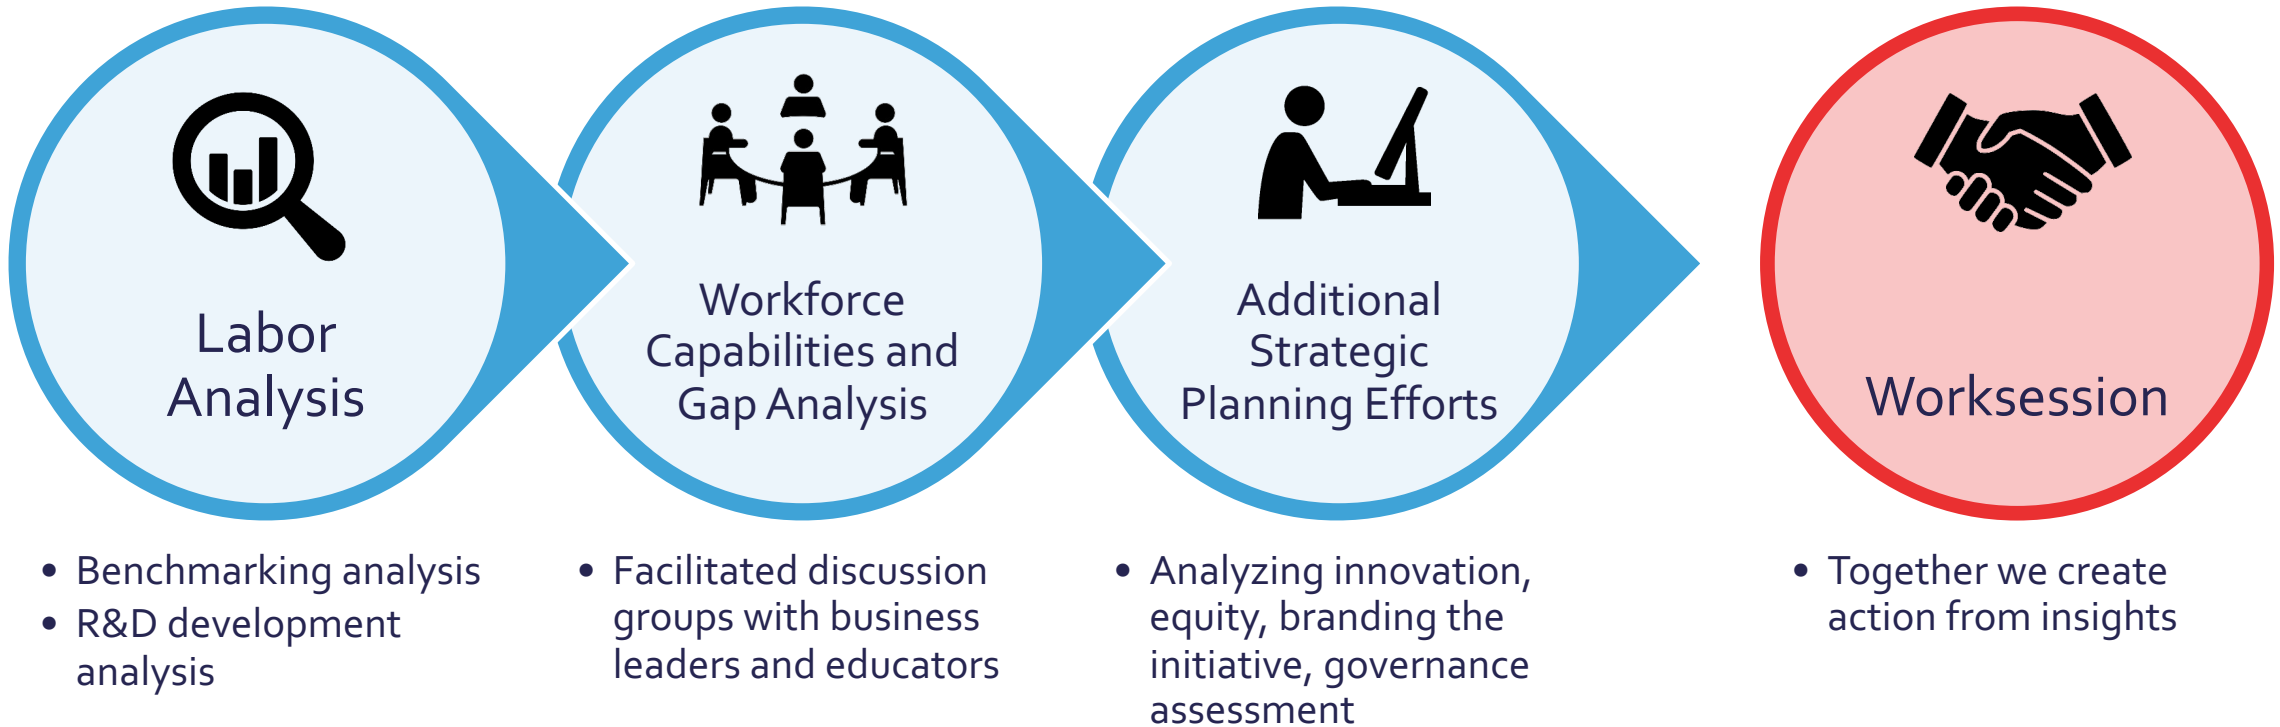 Labor
Analysis
Workforce
Capabilities and
Gap Analysis
Additional
Strategic
Planning Efforts
Worksession
• Benchmarking analysis
• R&D development
analysis
• Facilitated discussion
groups with business
leaders and educators
• Analyzing innovation,
equity, branding the
initiative, governance
assessment
• Together we create
action from insights